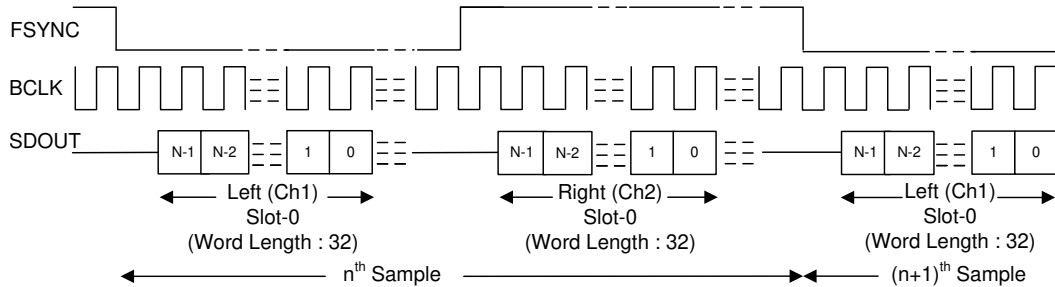 FSYNC
BCLK
SDOUT
N-1 N-2 1 0 N-1 N-2 1 0 N-1 N-2 1 0
Left (Ch1) Right (Ch2) Left (Ch1)
Slot-0 Slot-0 Slot-0
(Word Length : 32) (Word Length : 32) (Word Length : 32)
nth Sample (n+1)th Sample